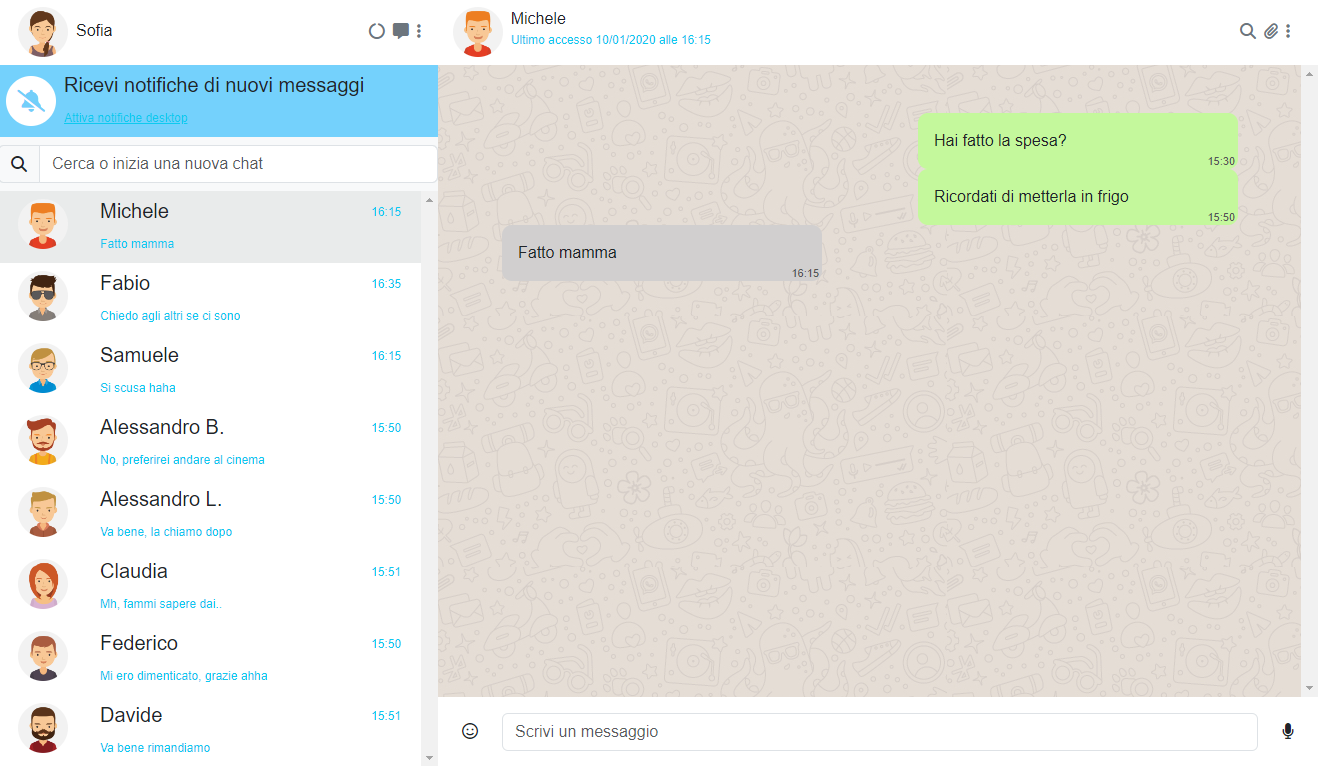 Sofia
Michele
Ultimo accesso 10/01/2020 alle 16:15
Ricevi notifiche di nuovi messaggi
Attiva notifiche desktop
Cerca o inizia una nuova chat
Michele 16:15
Fatto mamma
Fabio 16:35
Chiedo agli altri se ci sono
Samuele 16:15
Si scusa haha
Alessandro B. 15:50
No, preferirei andare al cinema
Alessandro L. 15:50
Va bene, la chiamo dopo
Claudia 15:51
Mh, fammi sapere dai..
Federico 15:50
Mi ero dimenticato, grazie ahha
Davide 15:51
Va bene rimandiamo
Hai fatto la spesa?
15:30
Ricordati di metterla in frigo
15:50
Fatto mamma
16:15
Scrivi un messaggio